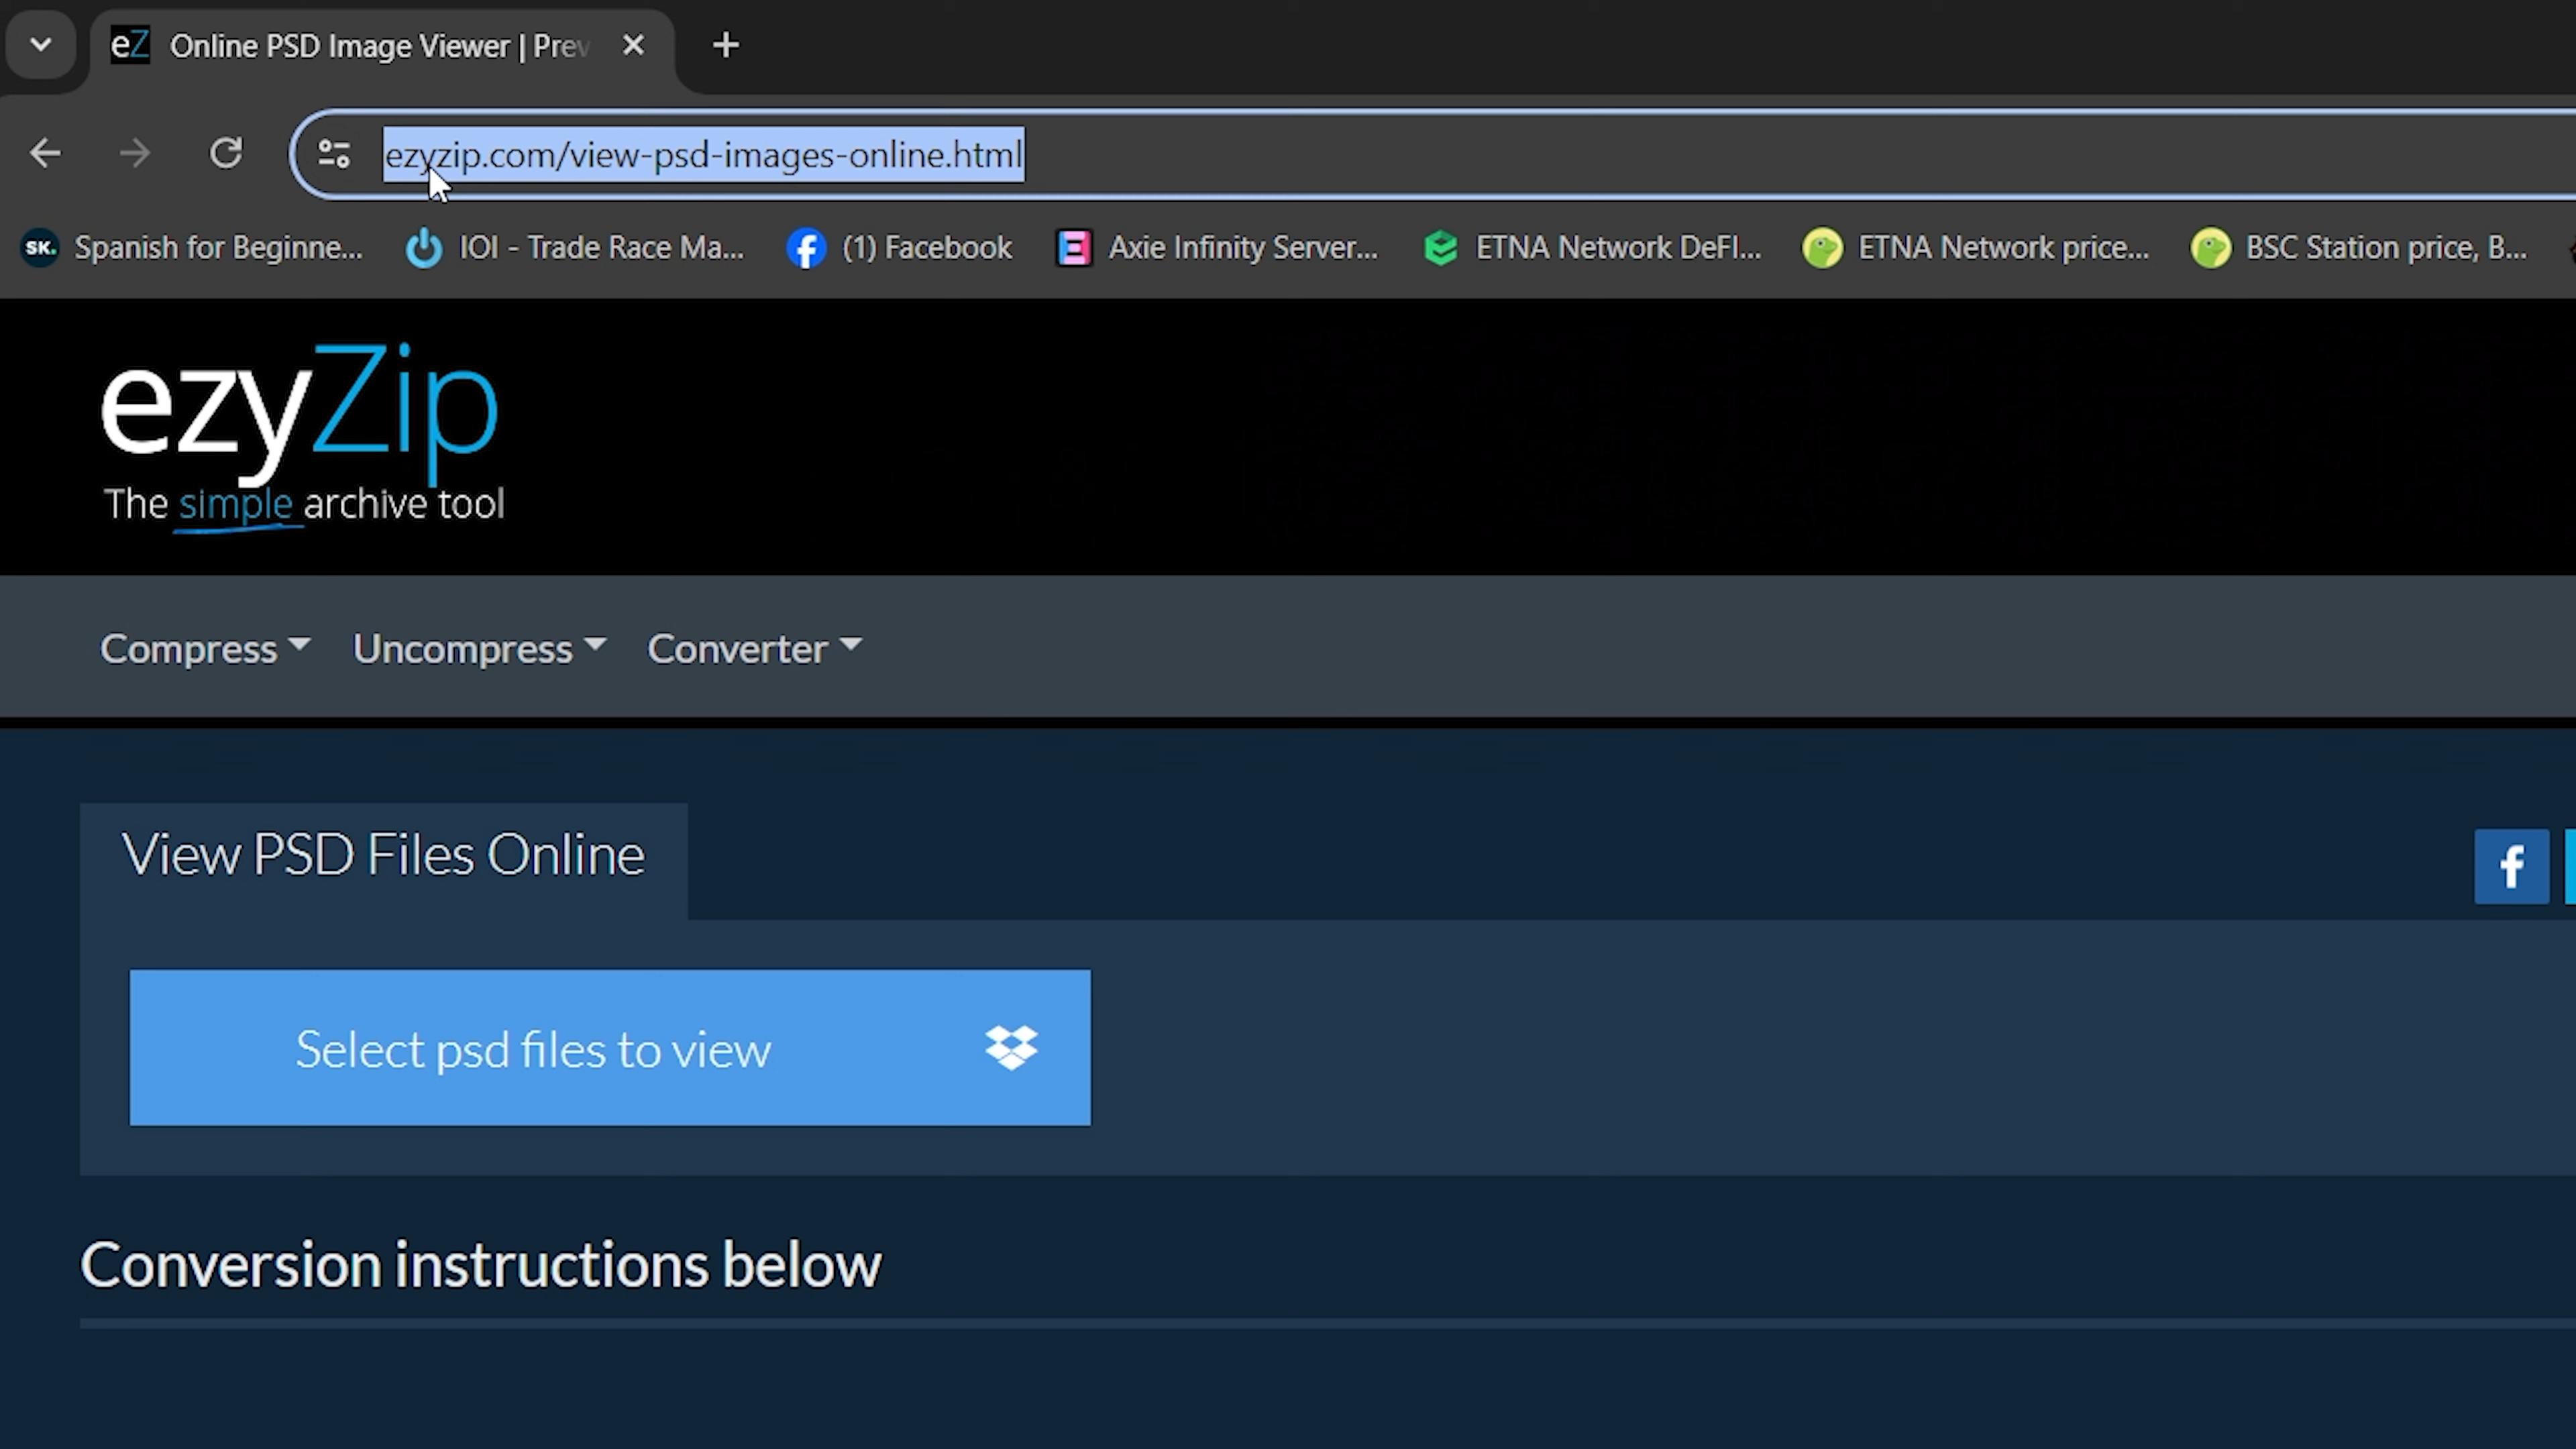 eZ Online PSD Image Viewer | Prev
ezyzip.com/view-psd-images-online.html
SK. Spanish for Beginne... IOI - Trade Race Ma... (1) Facebook Axie Infinity Server... ETNA Network DeFI... ETNA Network price... BSC Station price, B...
ezyZip
The simple archive tool
Compress Uncompress Converter
View PSD Files Online
Select psd files to view
Conversion instructions below